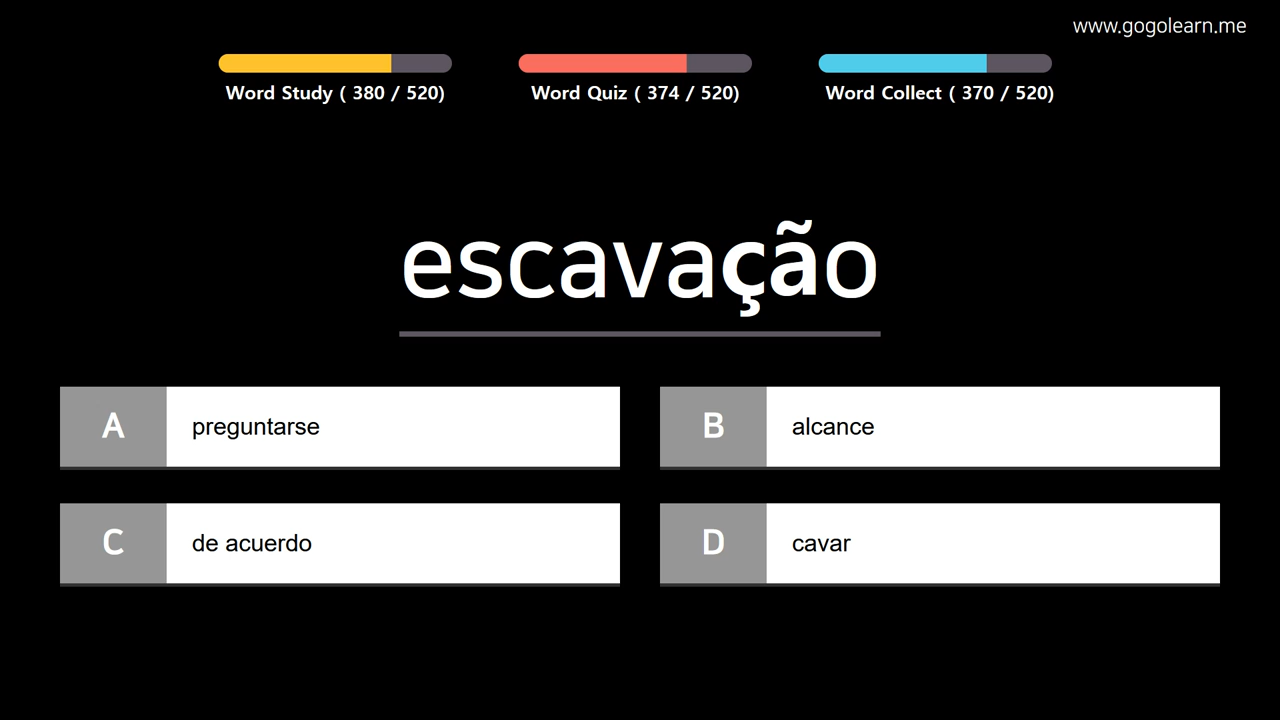 www.gogolearn.me
Word Study ( 380 / 520)
Word Quiz ( 374 / 520)
Word Collect ( 370 / 520)
escavação
A preguntarse
B alcance
C de acuerdo
D cavar